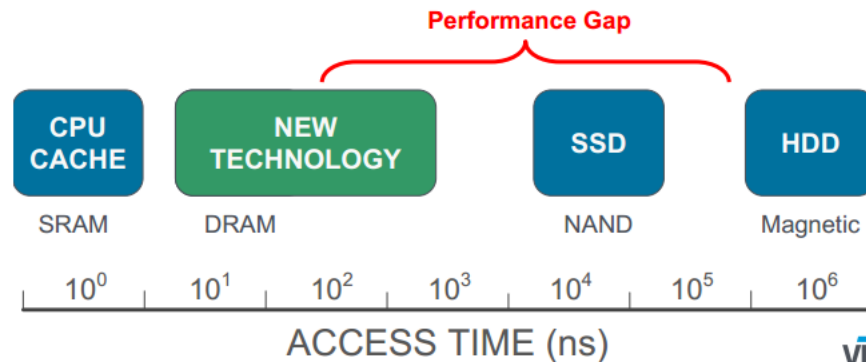 Performance Gap
CPU
CACHE
NEW
TECHNOLOGY
SSD
HDD
SRAM
DRAM
NAND
Magnetic
10⁰ 10¹ 10² 10³ 10⁴ 10⁵ 10⁶
ACCESS TIME (ns)